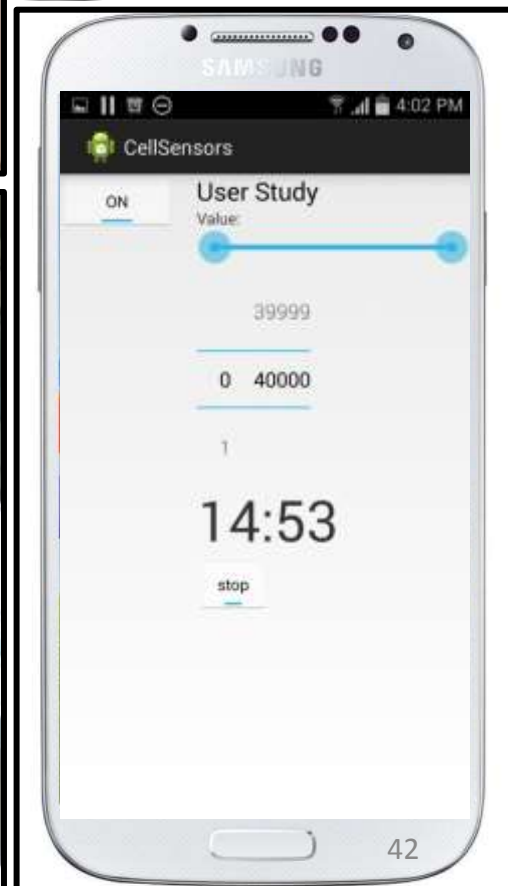 SAMSUNG
4:02 PM
CellSensors
ON
User Study
Value:
39999
0 40000
1
14:53
stop
42